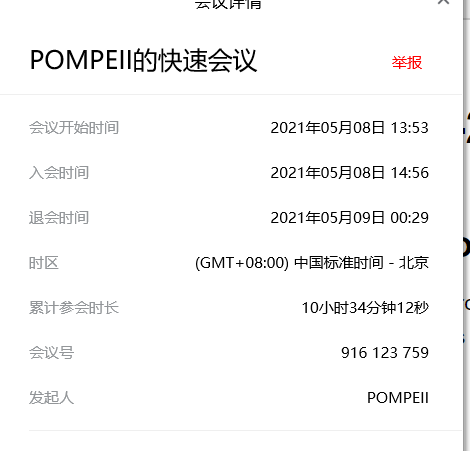 会议详情
POMPEII的快速会议 举报
会议开始时间 2021年05月08日 13:53
入会时间 2021年05月08日 14:56
退会时间 2021年05月09日 00:29
时区 (GMT+08:00) 中国标准时间 - 北京
累计参会时长 10小时34分钟12秒
会议号 916 123 759
发起人 POMPEII